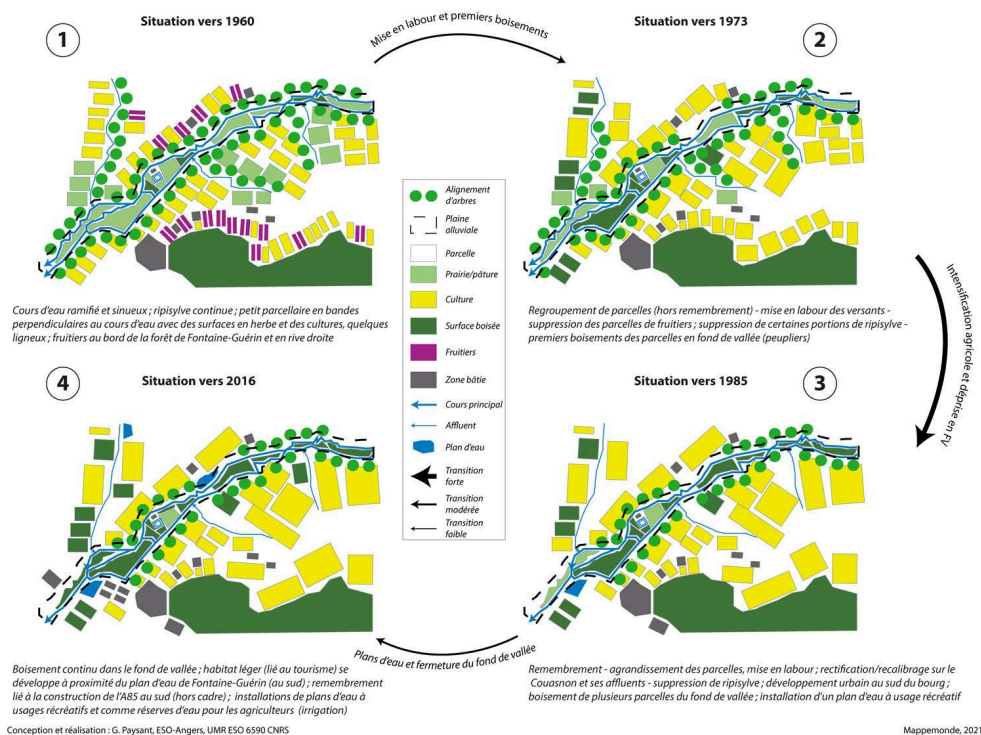 Situation vers 1960
1
Mise en labour et premiers boisements
Situation vers 1973
2
Cours d'eau ramifié et sinueux ; ripisylve continue ; petit parcellaire en bandes
perpendiculaires au cours d'eau avec des surfaces en herbe et des cultures, quelques
ligneux ; fruitiers au bord de la forêt de Fontaine-Guérin et en rive droite
Alignement
d'arbres
Plaine
alluviale
Parcelle
Prairie/pâture
Culture
Surface boisée
Fruitiers
Zone bâtie
Cours principal
Affluent
Plan d'eau
Transition
forte
Transition
modérée
Transition
faible
Regroupement de parcelles (hors remembrement) - mise en labour des versants -
suppression des parcelles de fruitiers ; suppression de certaines portions de ripisylve -
premiers boisements des parcelles en fond de vallée (peupliers)
Intensification agricole et déprise en FV
4
Situation vers 2016
Situation vers 1985
3
Plans d'eau et fermeture du fond de vallée
Boisement continu dans le fond de vallée ; habitat léger (lié au tourisme) se
développe à proximité du plan d'eau de Fontaine-Guérin (au sud) ; remembrement
lié à la construction de l'A85 au sud (hors cadre) ; installations de plans d'eau à
usages récréatifs et comme réserves d'eau pour les agriculteurs (irrigation)
Remembrement - agrandissement des parcelles, mise en labour ; rectification/recalibrage sur le
Couasnon et ses affluents - suppression de ripisylve ; développement urbain au sud du bourg ;
boisement de plusieurs parcelles du fond de vallée ; installation d'un plan d'eau à usage récréatif
Conception et réalisation : G. Paysant, ESO-Angers, UMR ESO 6590 CNRS
Mappemonde, 2021